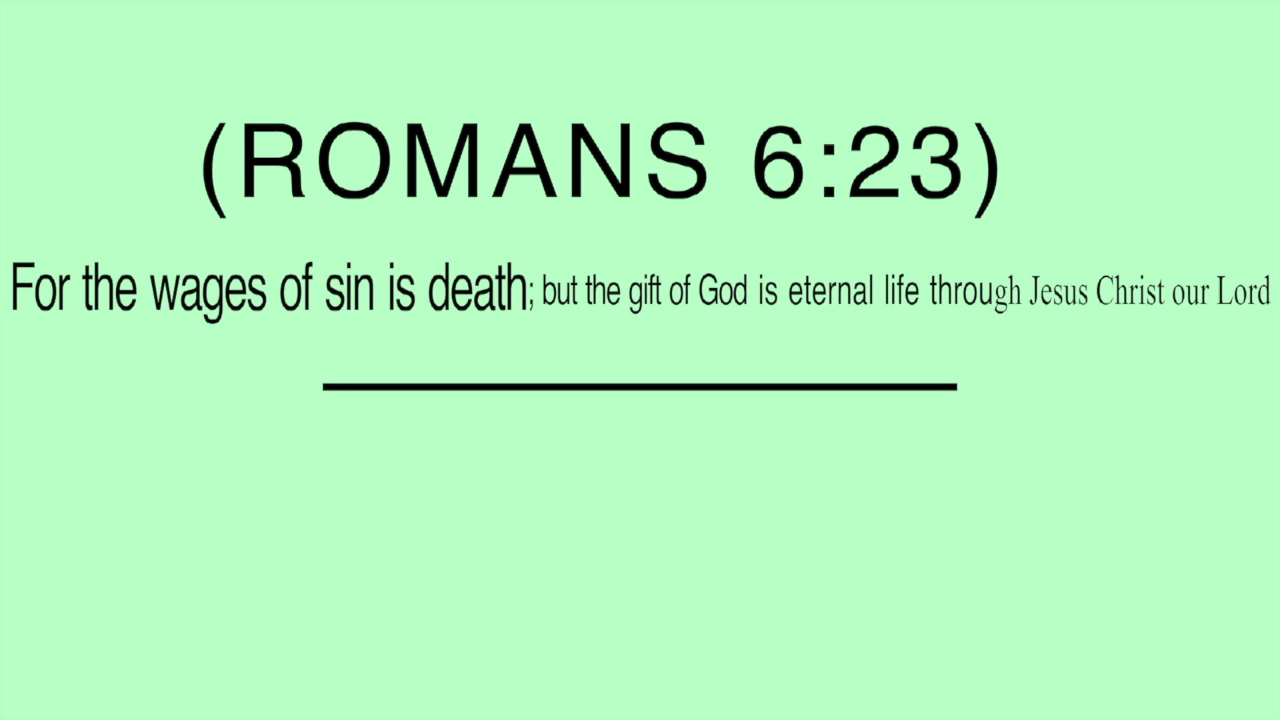 (ROMANS 6:23)
For the wages of sin is death; but the gift of God is eternal life through Jesus Christ our Lord